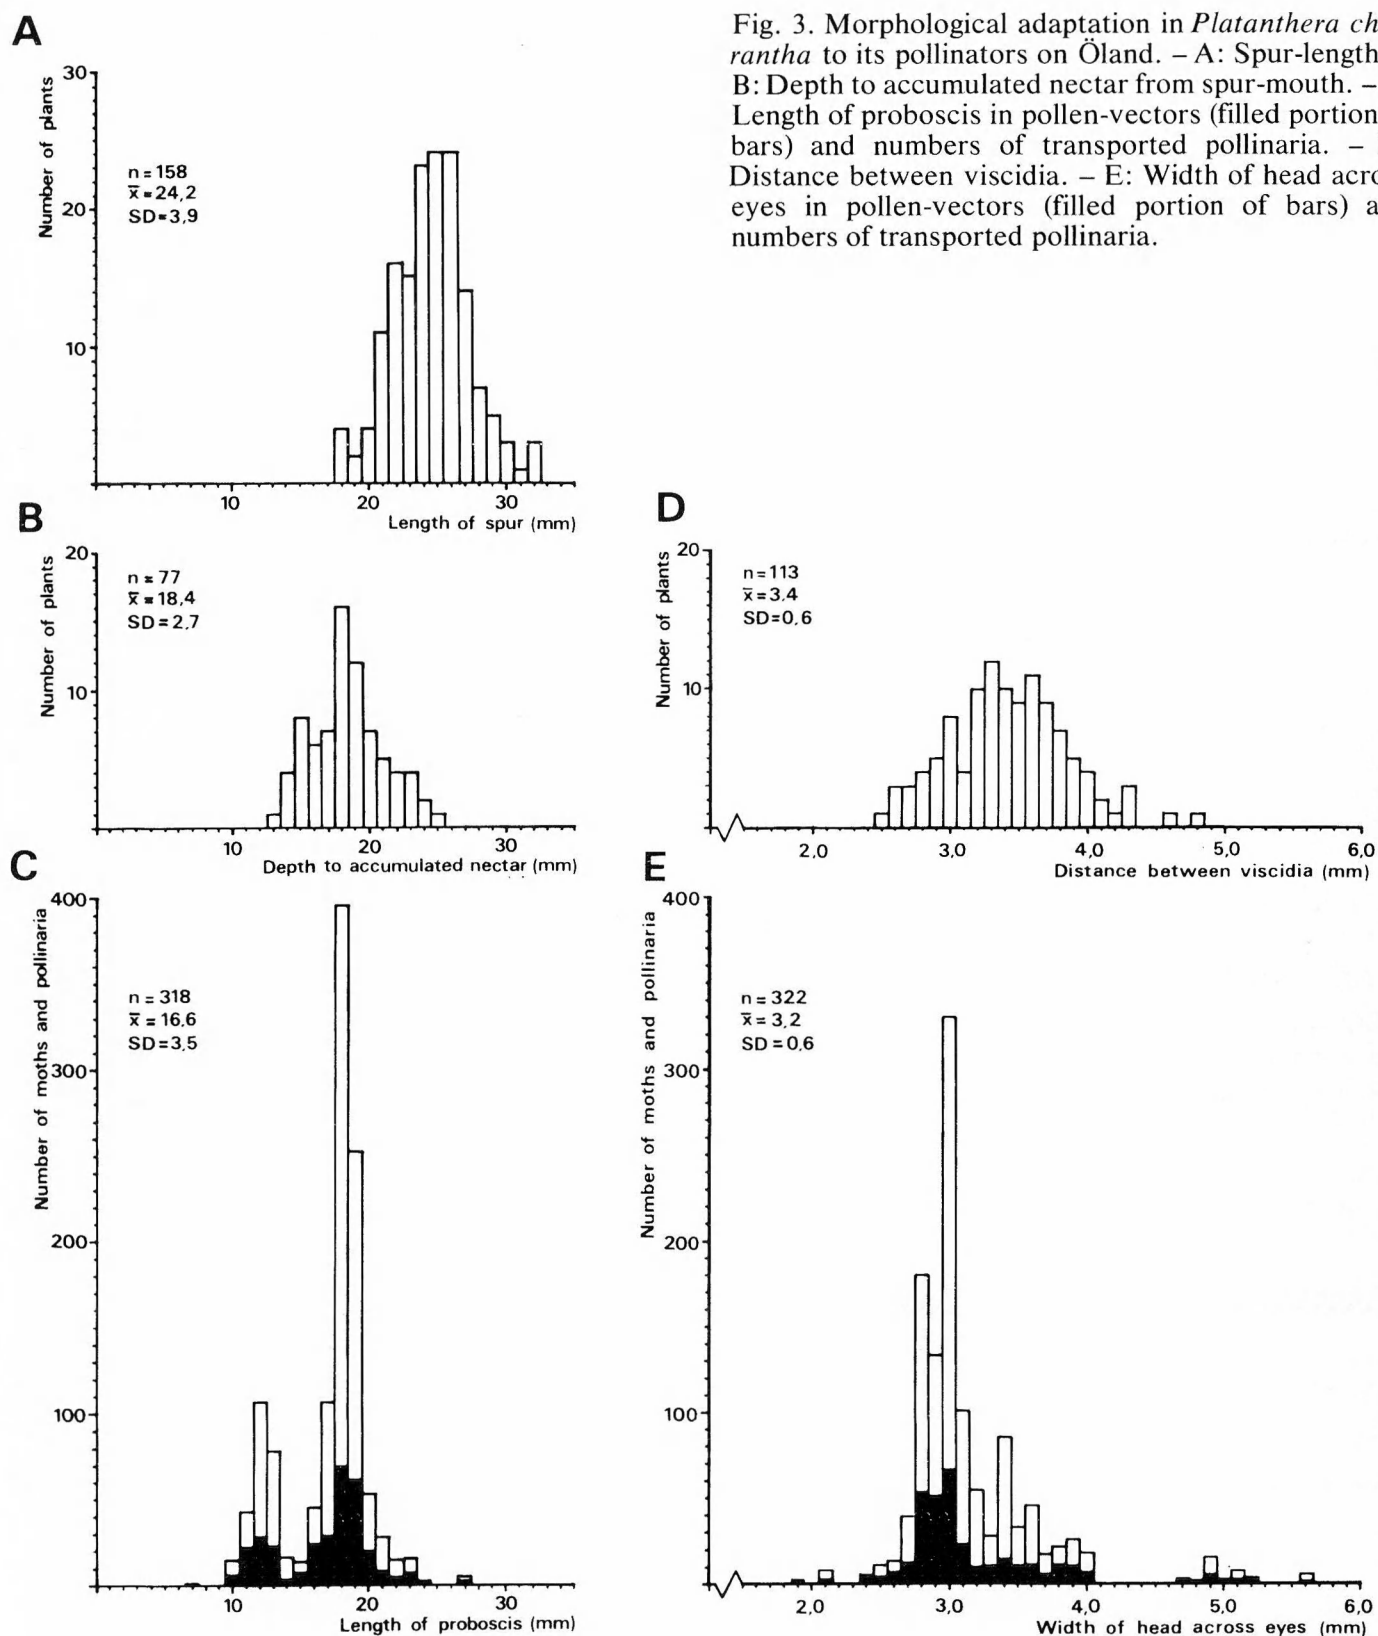 A
Fig. 3. Morphological adaptation in Platanthera ch
rantha to its pollinators on Öland. – A: Spur-length
B: Depth to accumulated nectar from spur-mouth. –
Length of proboscis in pollen-vectors (filled portion
bars) and numbers of transported pollinaria. –
Distance between viscidia. – E: Width of head acro
eyes in pollen-vectors (filled portion of bars) a
numbers of transported pollinaria.
Number of plants
30
20
10
n=158
x̄=24,2
SD=3,9
10 20 30
Length of spur (mm)
B
Number of plants
20
10
n=77
x̄=18,4
SD=2,7
10 20 30
Depth to accumulated nectar (mm)
D
Number of plants
20
10
n=113
x̄=3,4
SD=0,6
2,0 3,0 4,0 5,0 6,0
Distance between viscidia (mm)
C
Number of moths and pollinaria
400
300
200
100
n=318
x̄=16,6
SD=3,5
10 20 30
Length of proboscis (mm)
E
Number of moths and pollinaria
400
300
200
100
n=322
x̄=3,2
SD=0,6
2,0 3,0 4,0 5,0 6,0
Width of head across eyes (mm)